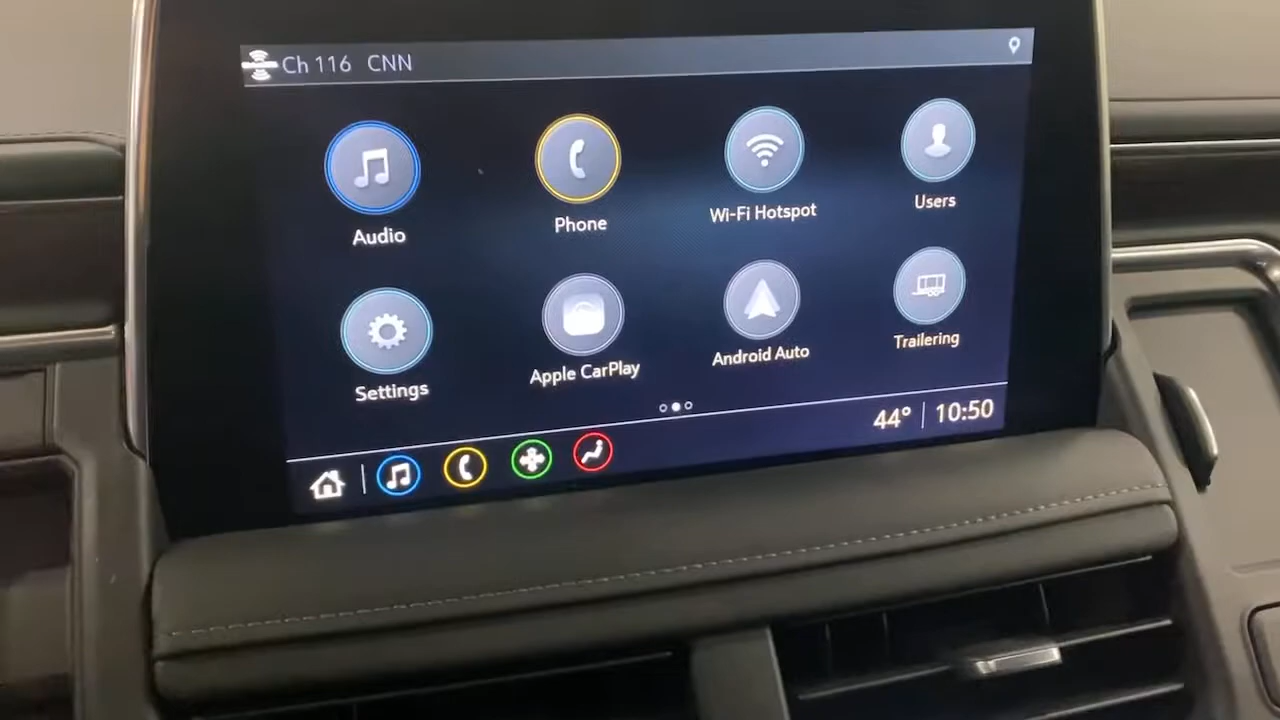 Ch 116 CNN
Audio
Phone
Wi-Fi Hotspot
Users
Settings
Apple CarPlay
Android Auto
Trailering
44° 10:50